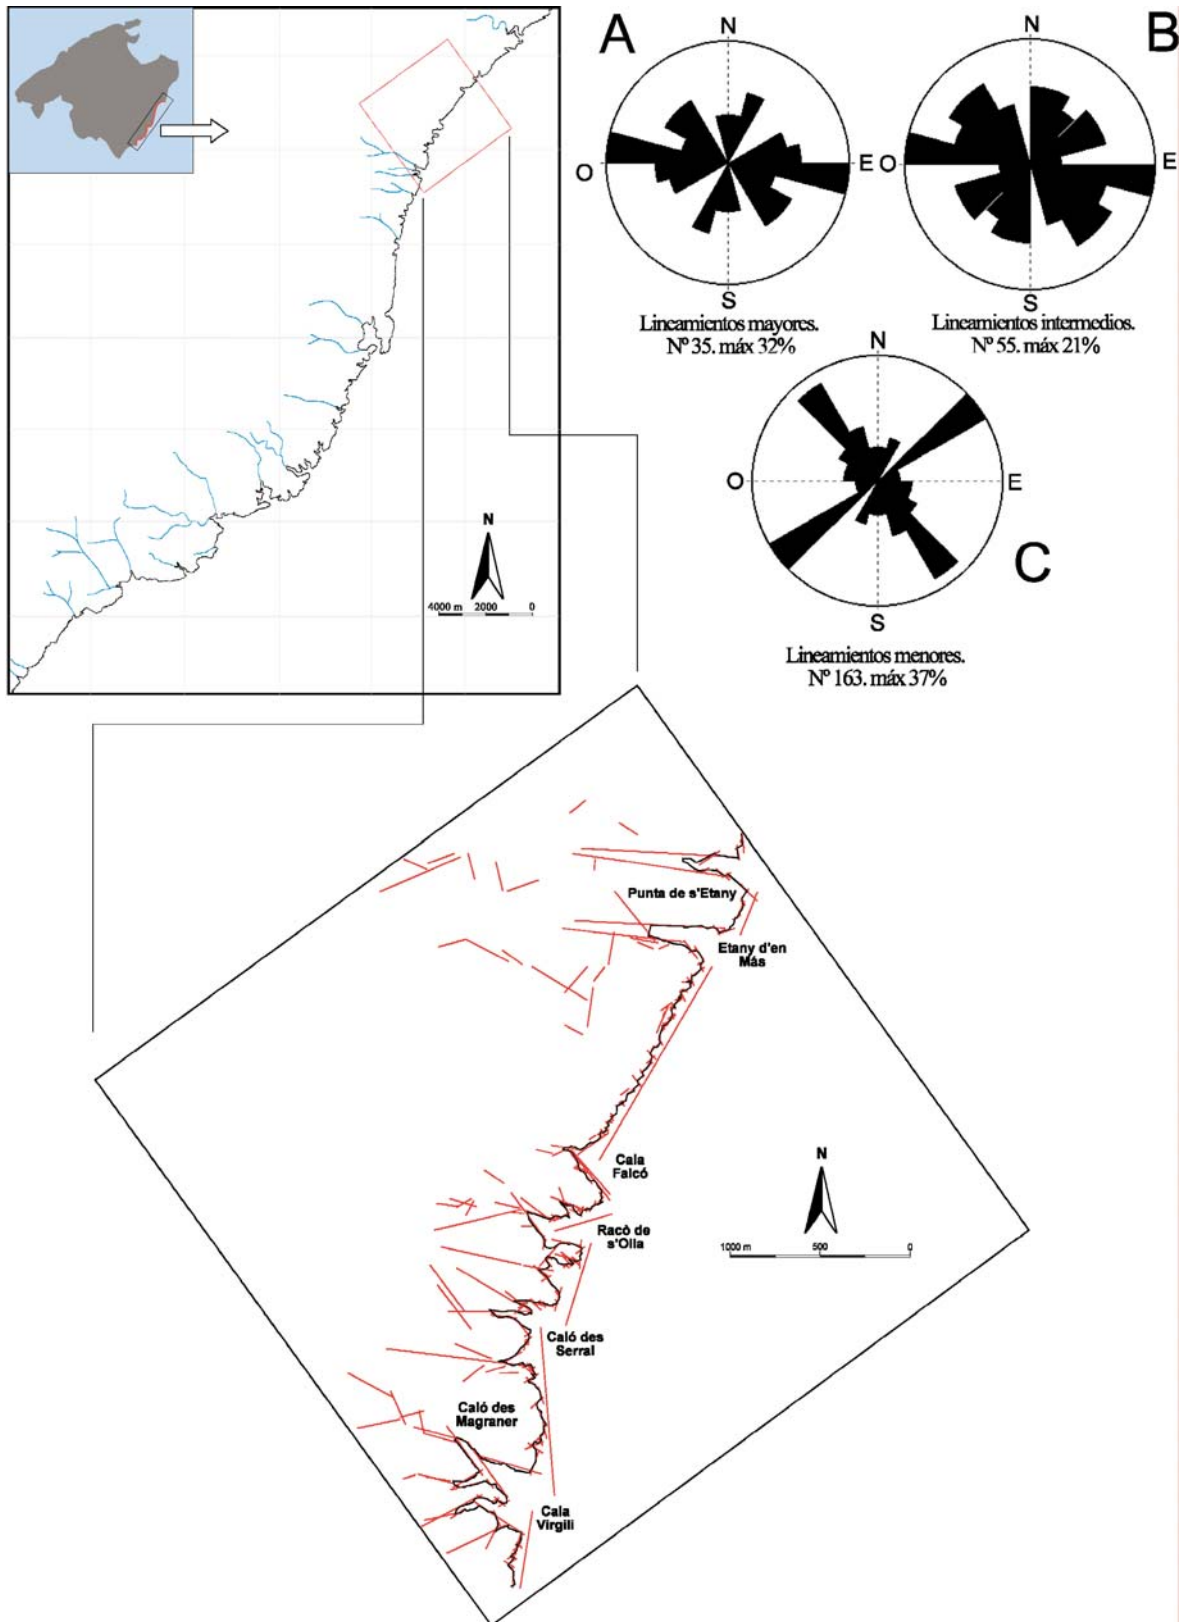 A
N
O
E
S
Lineamientos mayores.
Nº 35. máx 32%
B
N
O
E
S
Lineamientos intermedios.
Nº 55. máx 21%
N
O
E
S
C
Lineamientos menores.
Nº 163. máx 37%
N
4000 m 2000 0
Punta de s'Etany
Etany d'en
Más
Cala
Falcó
Racò de
s'Olla
Caló des
Serral
Caló des
Magraner
Cala
Virgili
N
1000 m 500 0